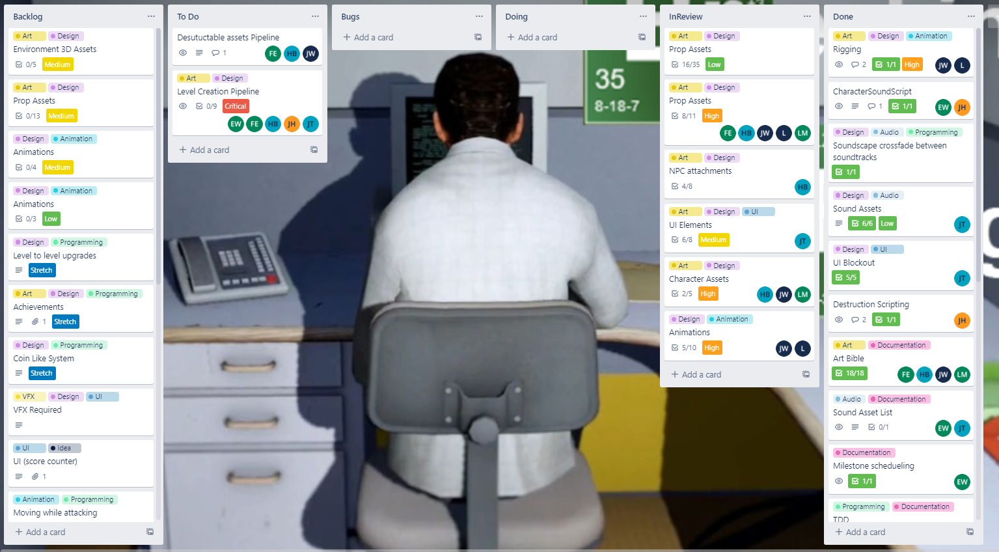 Backlog
Art Design
Environment 3D Assets
0/5 Medium
Art Design
Prop Assets
0/13 Medium
Design Animation
Animations
0/4 Medium
Design Animation
Animations
0/3 Low
Design Programming
Level to level upgrades
Stretch
Art Design Programming
Achievements
1 Stretch
Design Programming
Coin Like System
Stretch
VFX Design UI
VFX Required
UI Idea
UI (score counter)
1
Animation Programming
Moving while attacking
+ Add a card
To Do
Desutuctable assets Pipeline
1 FE HB JW
Art Design
Level Creation Pipeline
0/9 Critical
EW FE HB JH JT
+ Add a card
Bugs
+ Add a card
Doing
+ Add a card
35
8-18-7
InReview
Art Design
Prop Assets
16/35 Low
Art Design
Prop Assets
8/11 High
FE HB JW L LM
Art Design
NPC attachments
4/8 HB
Art Design UI
UI Elements
6/8 Medium JT
Art Design
Character Assets
2/5 High HB JW LM
Design Animation
Animations
5/10 High JW L
+ Add a card
Done
Art Design Animation
Rigging
2 1/1 High JW L
CharacterSoundScript
1 1/1 EW JH
Design Audio Programming
Soundscape crossfade between
soundtracks
1/1
Design Audio
Sound Assets
6/6 Low JT
Design UI
UI Blockout
5/5 JT
Destruction Scripting
2 1/1 JH
Art Documentation
Art Bible
18/18 FE HB JW LM
Audio Documentation
Sound Asset List
0/1 EW JT
Documentation
Milestone schedueling
1/1 EW
Programming Documentation
TDD
+ Add a card